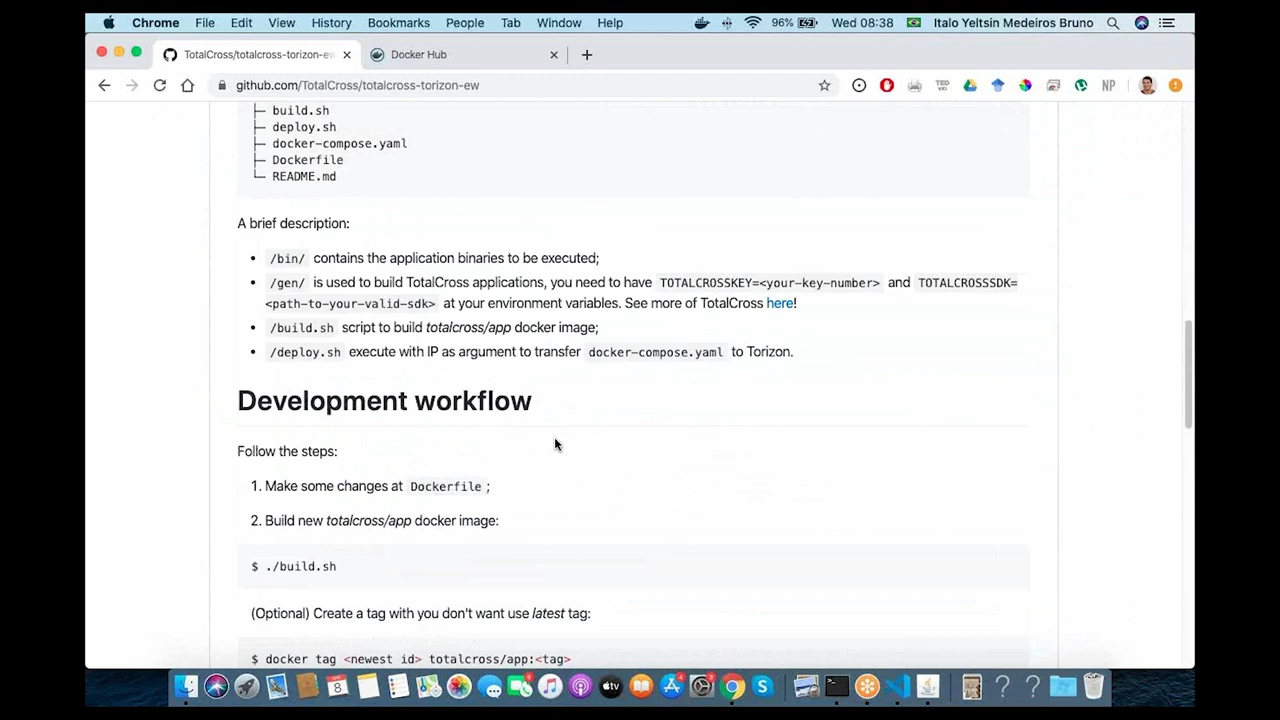 Chrome File Edit View History Bookmarks People Tab Window Help 96% Wed 08:38 Italo Yeltsin Medeiros Bruno
TotalCross/totalcross-torizon-ew Docker Hub
github.com/TotalCross/totalcross-torizon-ew NP
├─ build.sh
├─ deploy.sh
├─ docker-compose.yaml
├─ Dockerfile
└─ README.md
A brief description:
• /bin/ contains the application binaries to be executed;
• /gen/ is used to build TotalCross applications, you need to have TOTALCROSSKEY=<your-key-number> and TOTALCROSSSDK=
<path-to-your-valid-sdk> at your environment variables. See more of TotalCross here!
• /build.sh script to build totalcross/app docker image;
• /deploy.sh execute with IP as argument to transfer docker-compose.yaml to Torizon.
Development workflow
Follow the steps:
1. Make some changes at Dockerfile ;
2. Build new totalcross/app docker image:
$ ./build.sh
(Optional) Create a tag with you don't want use latest tag:
$ docker tag <newest id> totalcross/app:<tag>